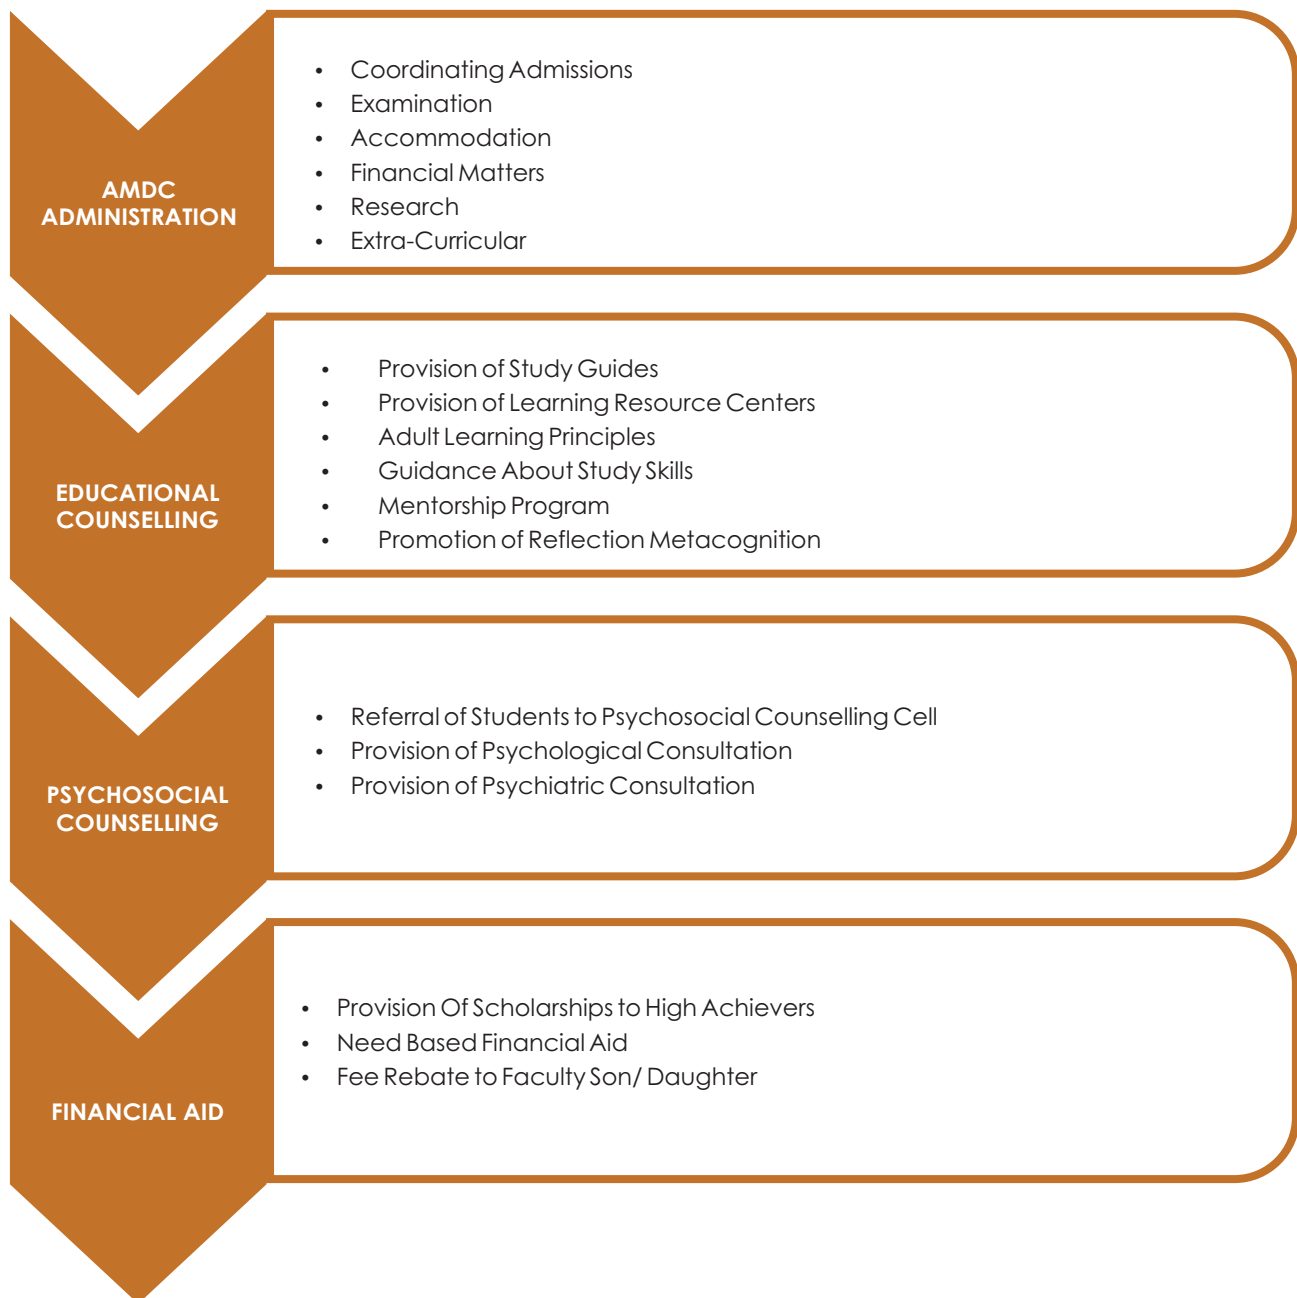 AMDC
ADMINISTRATION
• Coordinating Admissions
• Examination
• Accommodation
• Financial Matters
• Research
• Extra-Curricular
EDUCATIONAL
COUNSELLING
• Provision of Study Guides
• Provision of Learning Resource Centers
• Adult Learning Principles
• Guidance About Study Skills
• Mentorship Program
• Promotion of Reflection Metacognition
PSYCHOSOCIAL
COUNSELLING
• Referral of Students to Psychosocial Counselling Cell
• Provision of Psychological Consultation
• Provision of Psychiatric Consultation
FINANCIAL AID
• Provision Of Scholarships to High Achievers
• Need Based Financial Aid
• Fee Rebate to Faculty Son/ Daughter